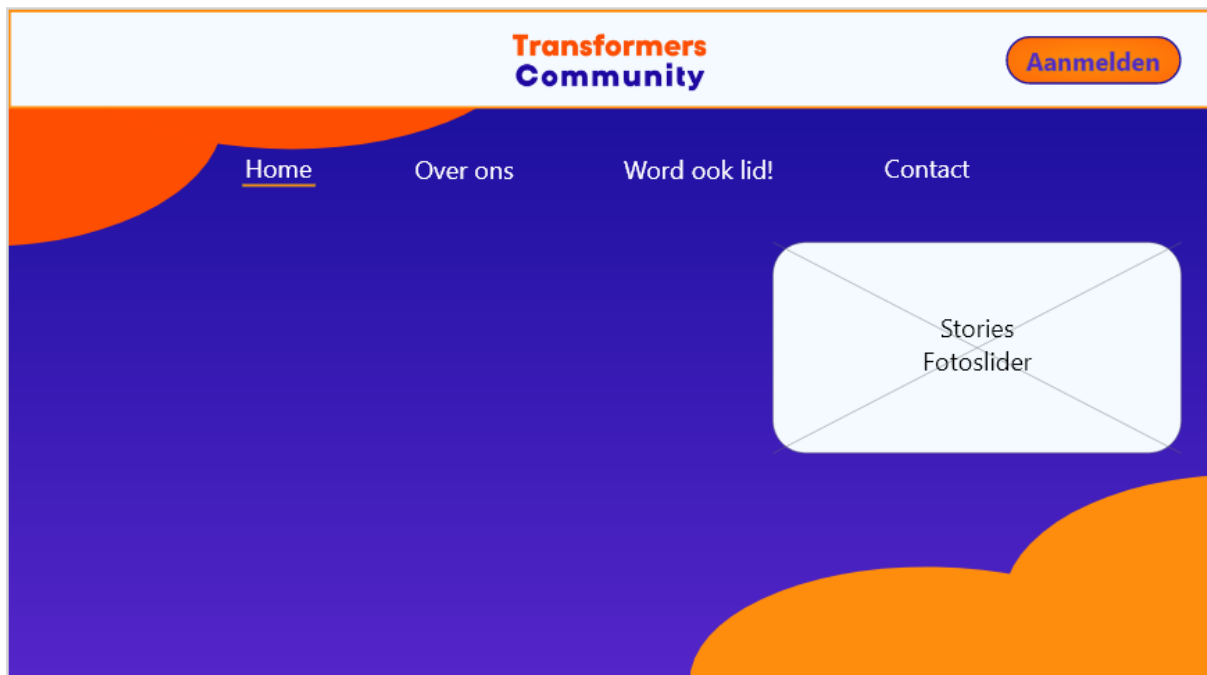 Transformers
Community
Aanmelden
Home
Over ons
Word ook lid!
Contact
Stories
Fotoslider